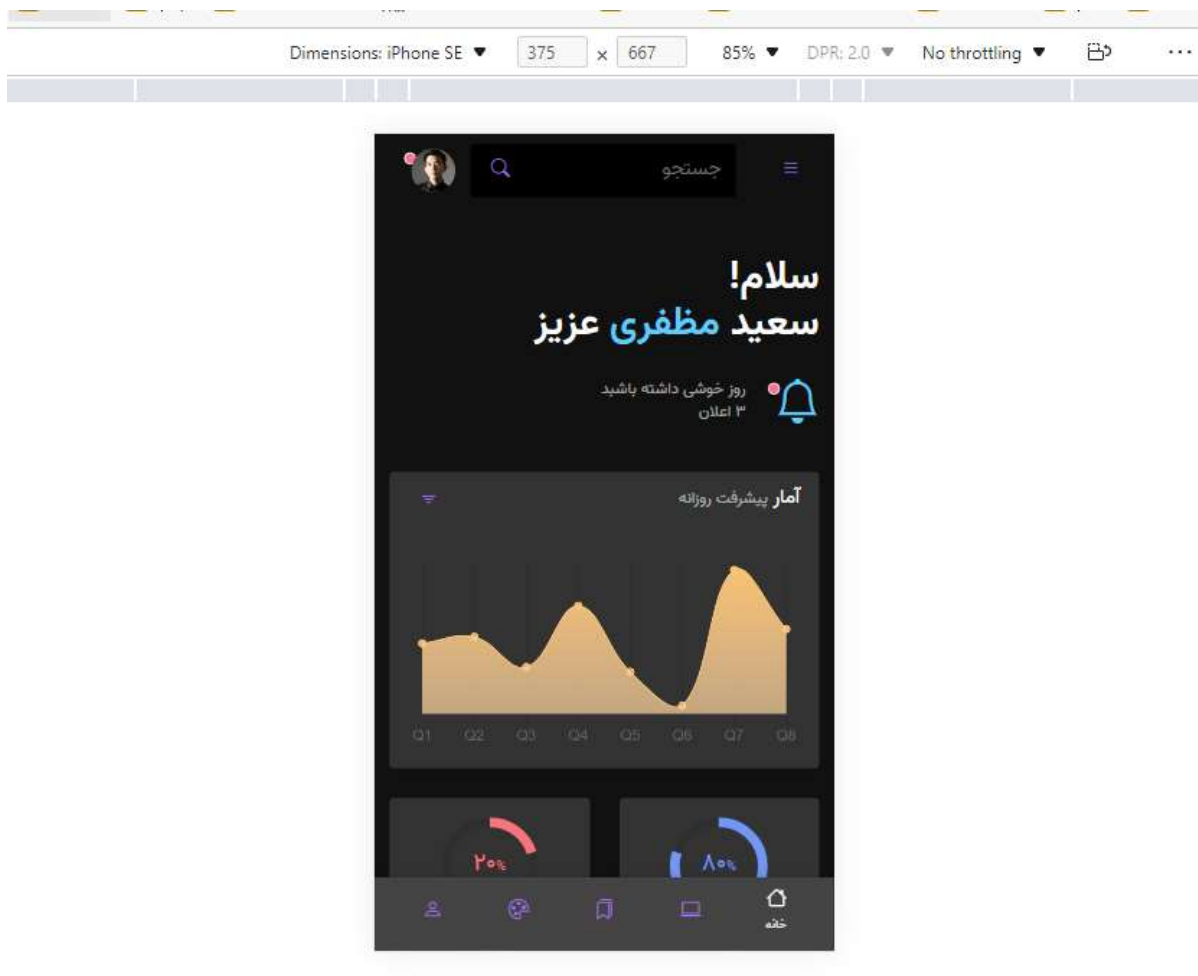 Dimensions: iPhone SE 375 x 667 85% DPR: 2.0 No throttling
جستجو
سلام!
سعید مظفری عزیز
روز خوشی داشته باشید
۳ اعلان
آمار پیشرفت روزانه
Q1 Q2 Q3 Q4 Q5 Q6 Q7 Q8
۸۰%
۲۰%
خانه